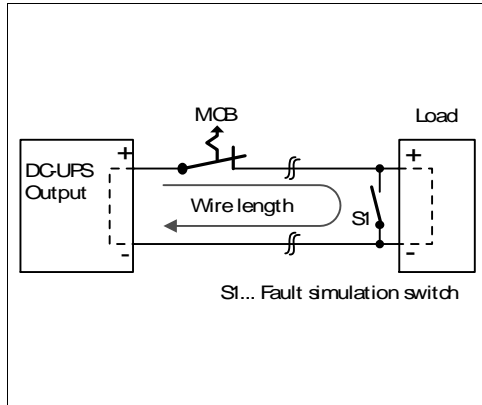 MCB
Load
+
+
DC-UPS
Output
Wire length
S1
-
-
S1... Fault simulation switch